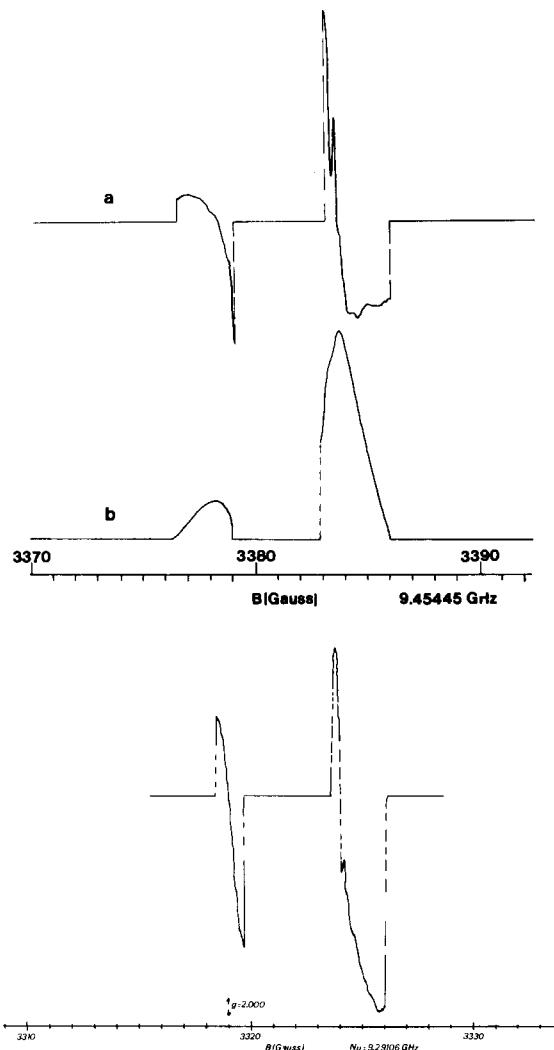 a
b
3370 3380 3390
B|Gauss| 9.45445 GHz
g=2.000
3310 3320 3330
B(Gauss) Nu = 9.29106 GHz